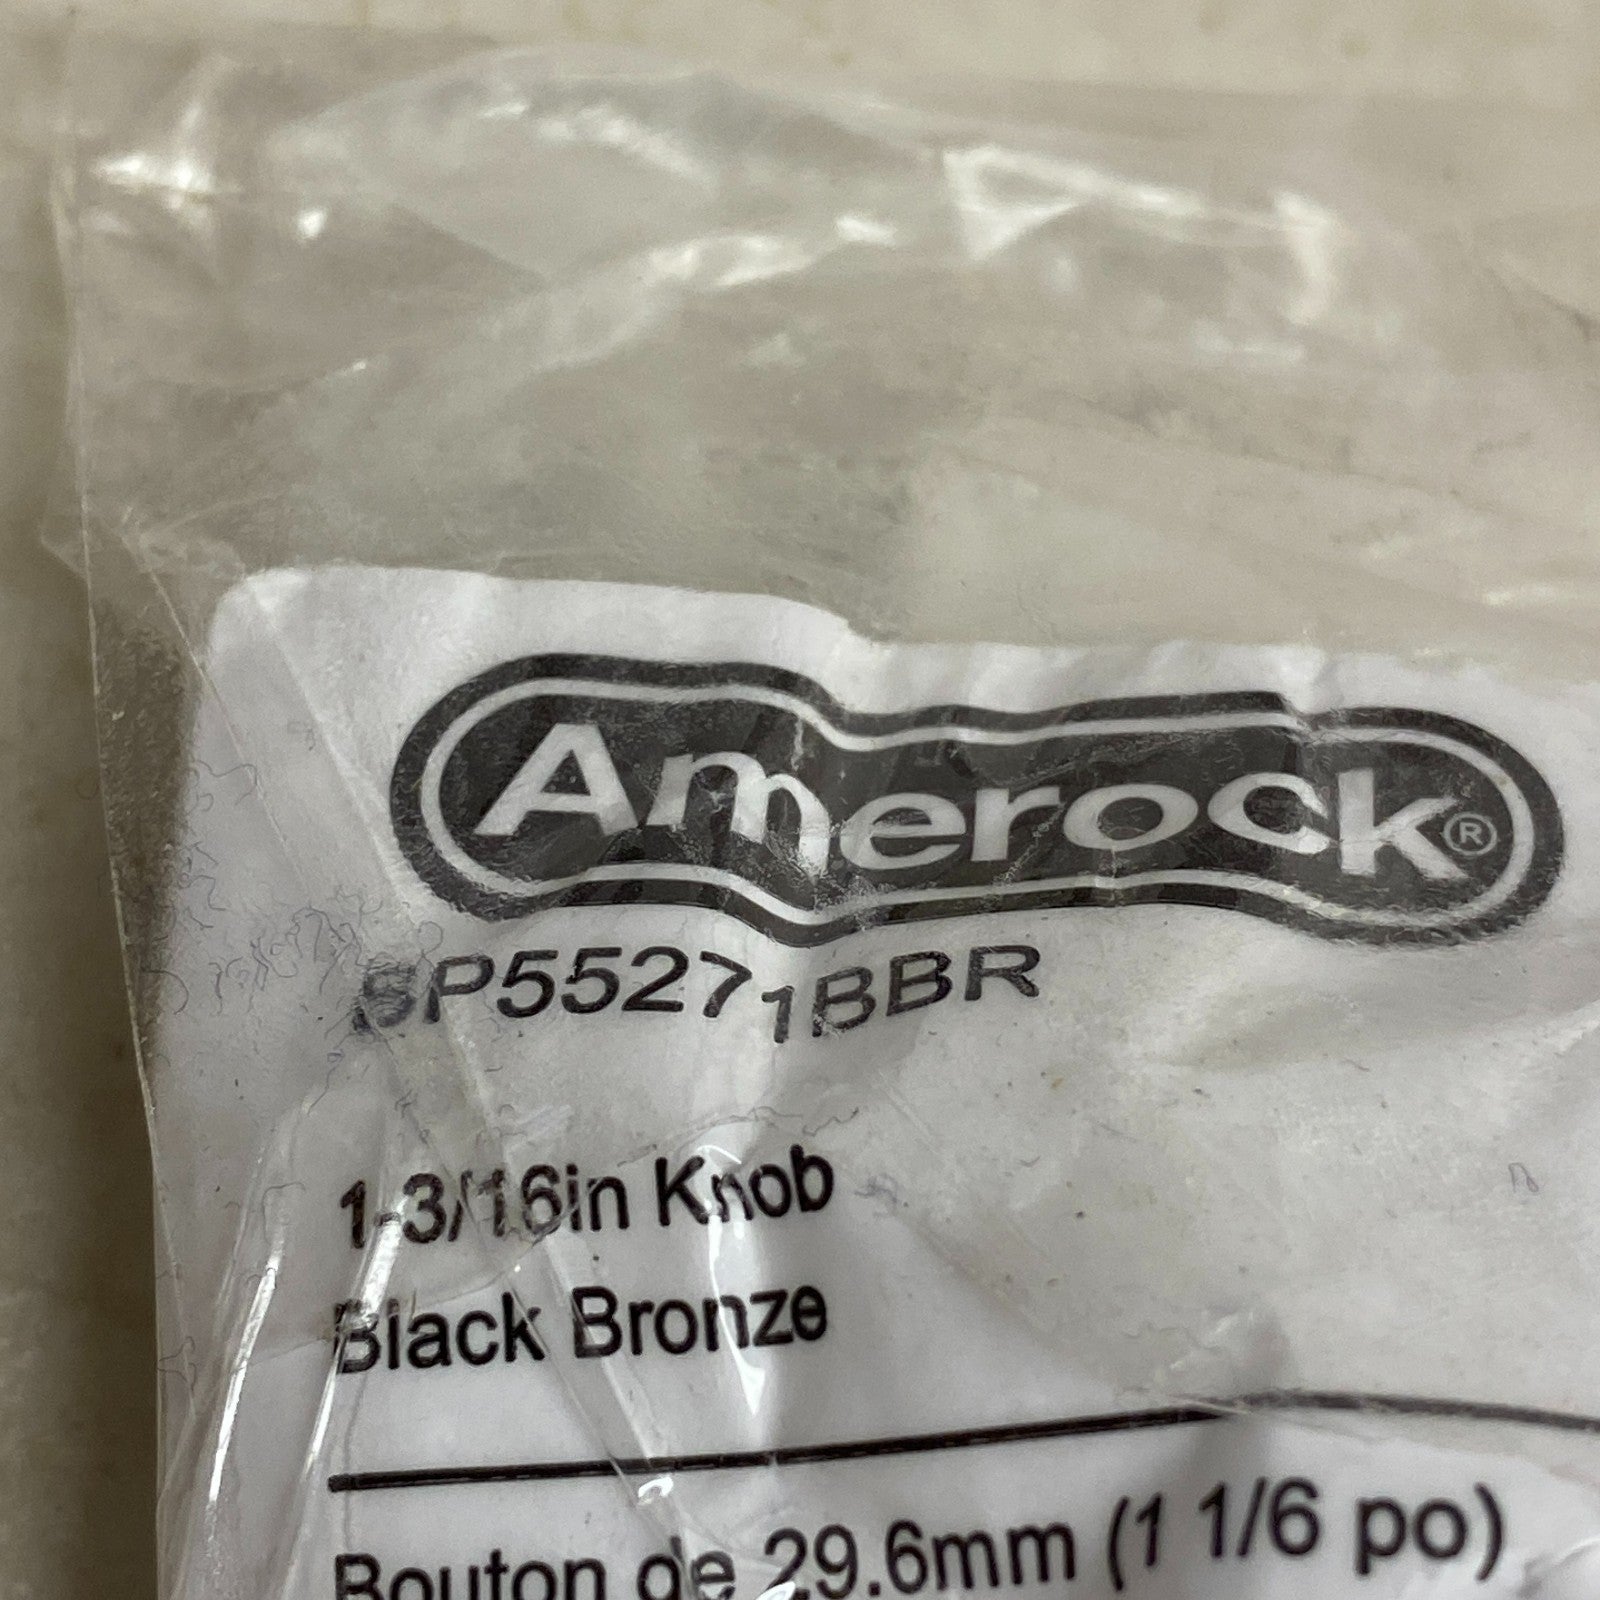 Amerock®
BP55271BBR
1-3/16in Knob
Black Bronze
Bouton de 29.6mm (1 1/6 po)